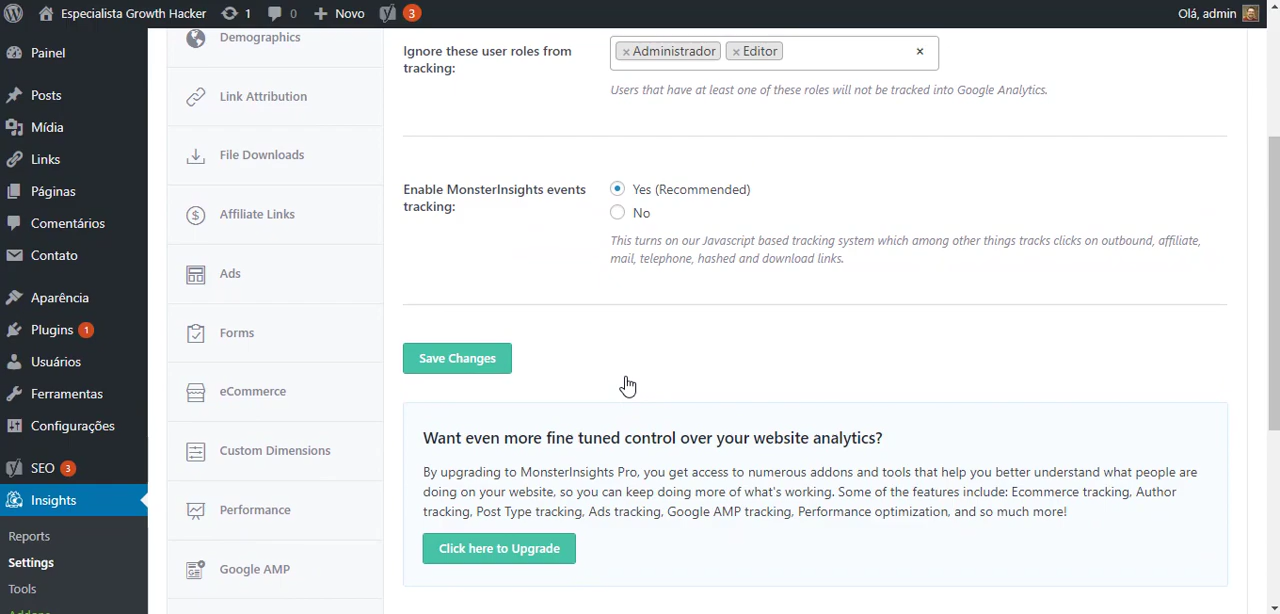 Especialista Growth Hacker 1 0 Novo 3 Olá, admin
Painel
Posts
Mídia
Links
Páginas
Comentários
Contato
Aparência
Plugins 1
Usuários
Ferramentas
Configurações
SEO 3
Insights
Reports
Settings
Tools
Addons
Demographics
Link Attribution
File Downloads
Affiliate Links
Ads
Forms
eCommerce
Custom Dimensions
Performance
Google AMP
Ignore these user roles from
tracking:
× Administrador × Editor ×
Users that have at least one of these roles will not be tracked into Google Analytics.
Enable MonsterInsights events
tracking:
Yes (Recommended)
No
This turns on our Javascript based tracking system which among other things tracks clicks on outbound, affiliate,
mail, telephone, hashed and download links.
Save Changes
Want even more fine tuned control over your website analytics?
By upgrading to MonsterInsights Pro, you get access to numerous addons and tools that help you better understand what people are
doing on your website, so you can keep doing more of what's working. Some of the features include: Ecommerce tracking, Author
tracking, Post Type tracking, Ads tracking, Google AMP tracking, Performance optimization, and so much more!
Click here to Upgrade